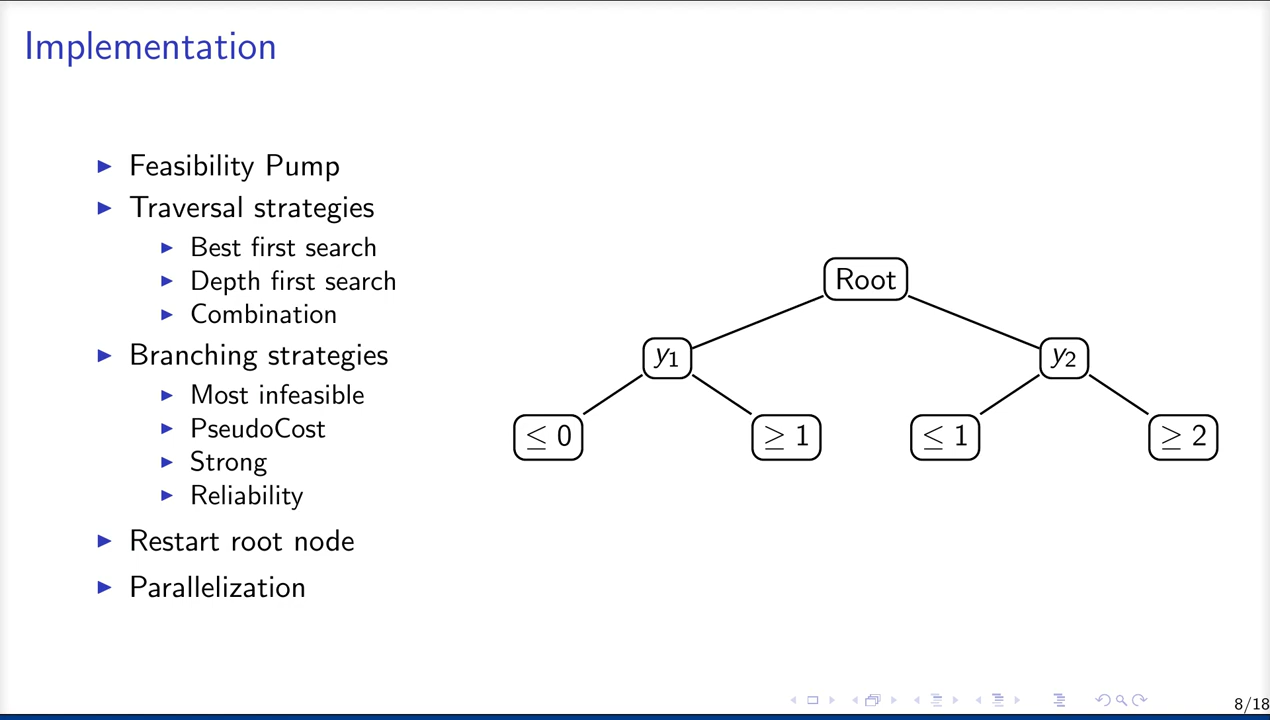 Implementation
Feasibility Pump
Traversal strategies
Best first search
Depth first search
Combination
Branching strategies
Most infeasible
PseudoCost
Strong
Reliability
Restart root node
Parallelization
Root
y₁ y₂
≤ 0 ≥ 1 ≤ 1 ≥ 2
8/18